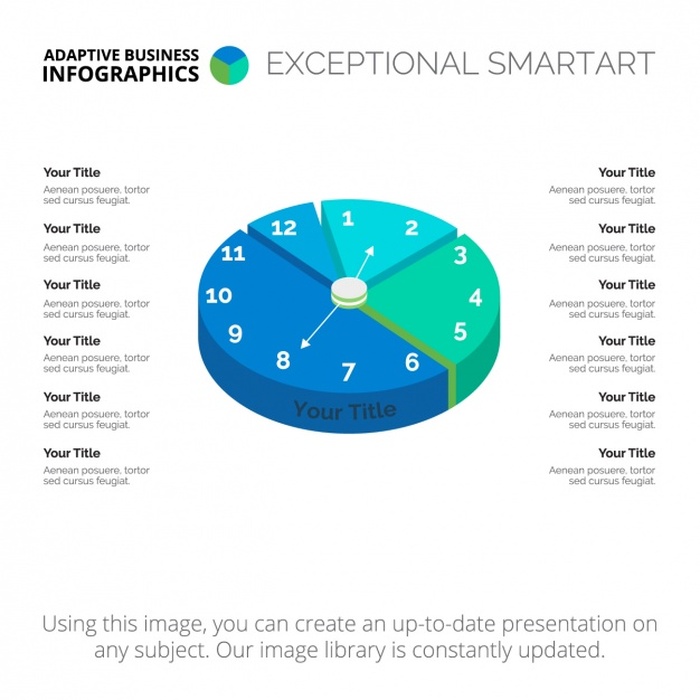 ADAPTIVE BUSINESS
INFOGRAPHICS
EXCEPTIONAL SMARTART
Your Title
Aenean posuere, tortor
sed cursus feugiat.
Your Title
Aenean posuere, tortor
sed cursus feugiat.
Your Title
Aenean posuere, tortor
sed cursus feugiat.
Your Title
Aenean posuere, tortor
sed cursus feugiat.
Your Title
Aenean posuere, tortor
sed cursus feugiat.
Your Title
Aenean posuere, tortor
sed cursus feugiat.
12
1
2
11
3
10
4
9
5
8
7
6
Your Title
Your Title
Aenean posuere, tortor
sed cursus feugiat.
Your Title
Aenean posuere, tortor
sed cursus feugiat.
Your Title
Aenean posuere, tortor
sed cursus feugiat.
Your Title
Aenean posuere, tortor
sed cursus feugiat.
Your Title
Aenean posuere, tortor
sed cursus feugiat.
Your Title
Aenean posuere, tortor
sed cursus feugiat.
Using this image, you can create an up-to-date presentation on
any subject. Our image library is constantly updated.